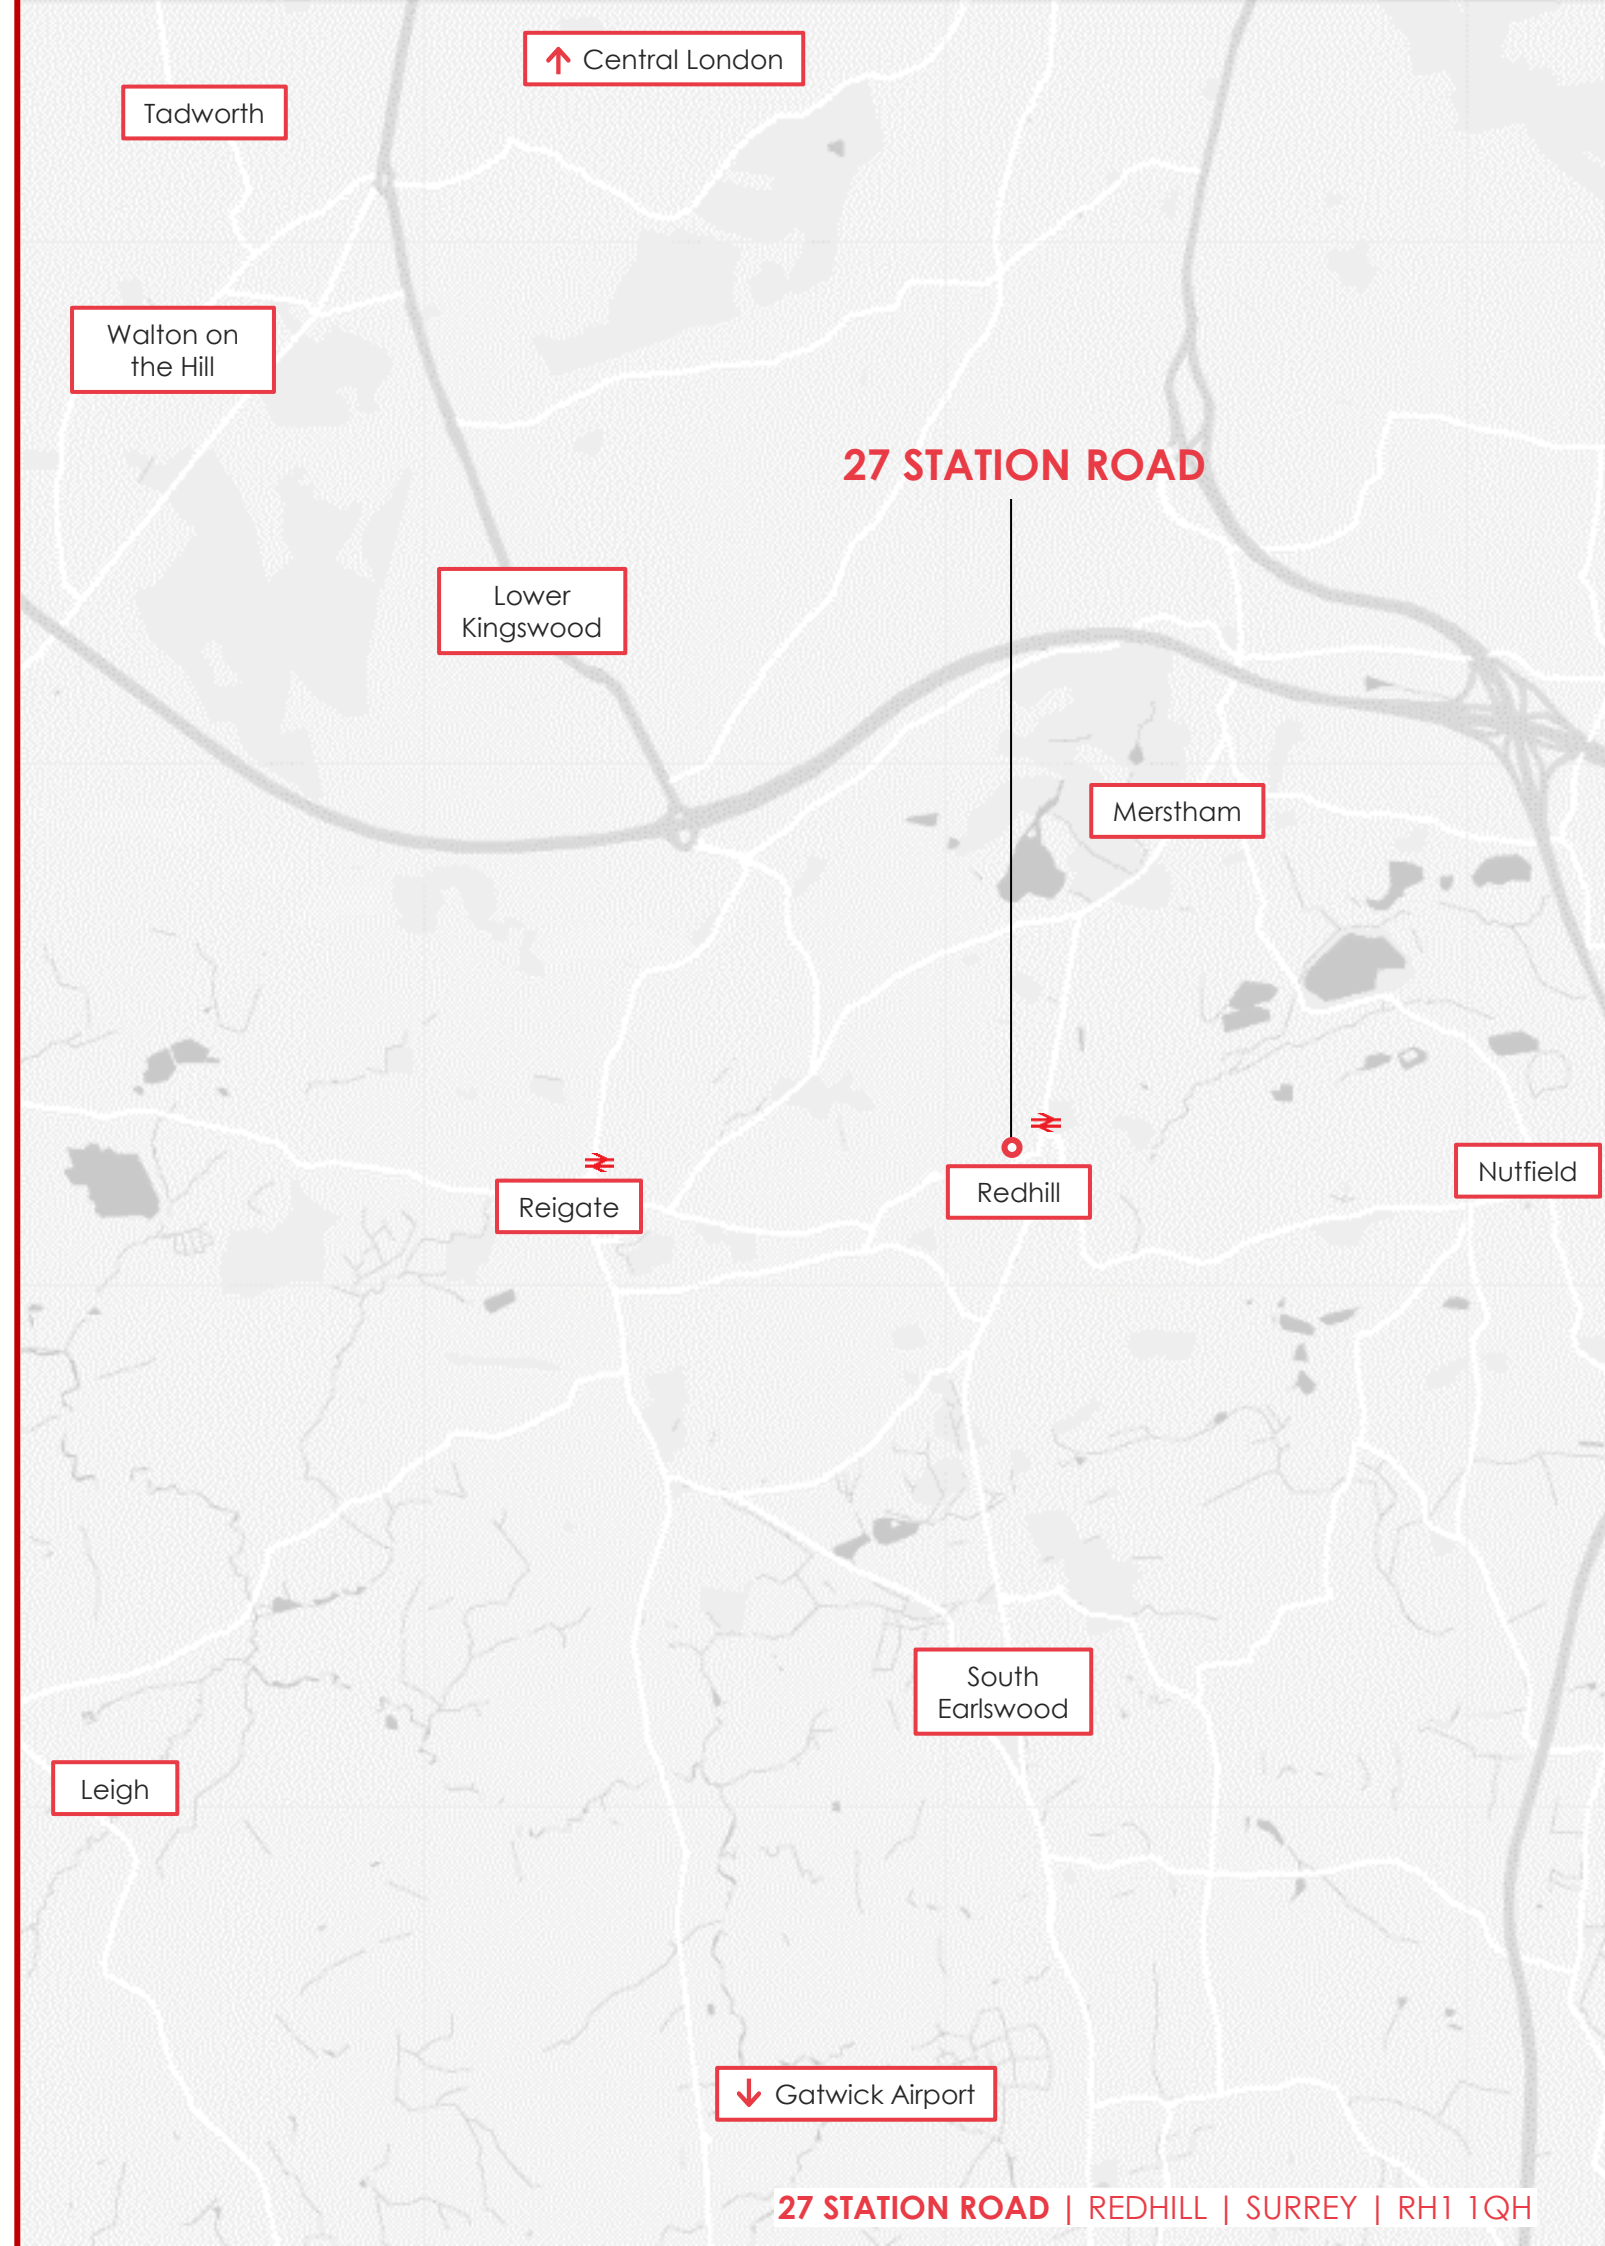 ↑ Central London
Tadworth
Walton on
the Hill
27 STATION ROAD
Lower
Kingswood
Merstham
Nutfield
Redhill
Reigate
South
Earlswood
Leigh
↓ Gatwick Airport
27 STATION ROAD | REDHILL | SURREY | RH1 1QH